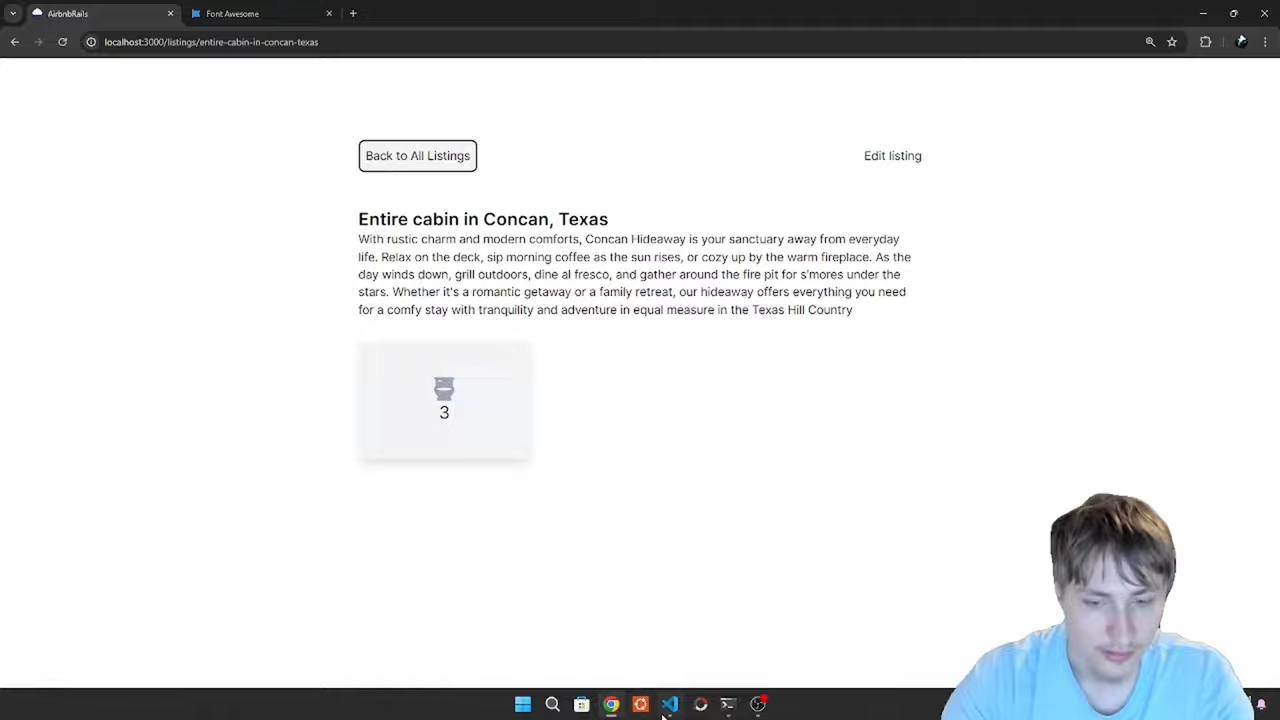 AirbnbRails
Font Awesome
localhost:3000/listings/entire-cabin-in-concan-texas
Back to All Listings
Edit listing
Entire cabin in Concan, Texas
With rustic charm and modern comforts, Concan Hideaway is your sanctuary away from everyday
life. Relax on the deck, sip morning coffee as the sun rises, or cozy up by the warm fireplace. As the
day winds down, grill outdoors, dine al fresco, and gather around the fire pit for s'mores under the
stars. Whether it's a romantic getaway or a family retreat, our hideaway offers everything you need
for a comfy stay with tranquility and adventure in equal measure in the Texas Hill Country
3